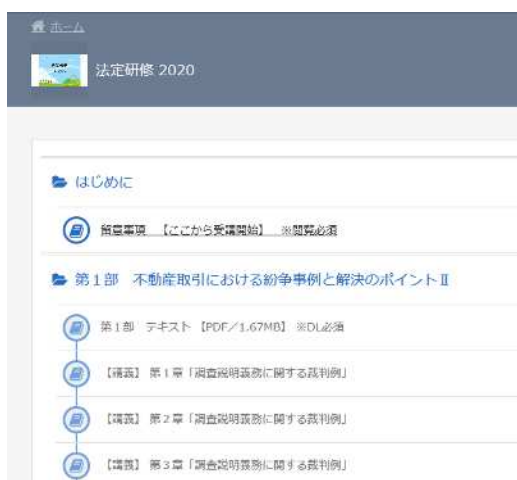 ホーム
法定研修 2020
はじめに
留意事項 【ここから受講開始】 ※閲覧必須
第1部 不動産取引における紛争事例と解決のポイントⅡ
第1部 テキスト【PDF/1.67MB】 ※DL必須
【講義】 第1章「調査説明義務に関する裁判例」
【講義】 第2章「調査説明義務に関する裁判例」
【講義】 第3章「調査説明義務に関する裁判例」